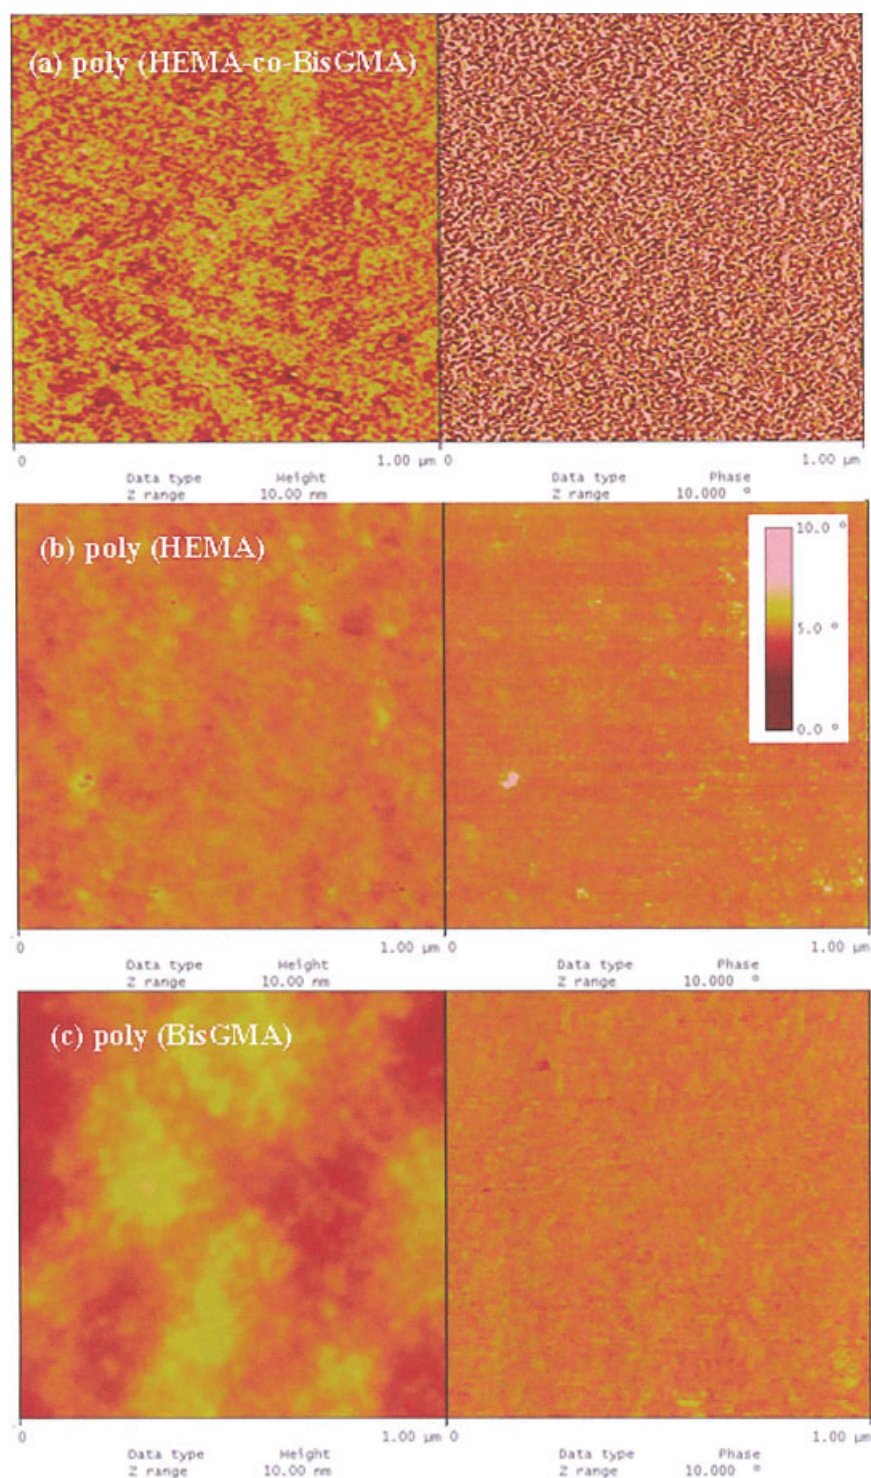 (a) poly (HEMA-co-BisGMA)
0 1.00 µm 0 1.00 µm
Data type Height Data type Phase
Z range 10.00 nm Z range 10.000 °
(b) poly (HEMA)
10.0 °
5.0 °
0.0 °
0 1.00 µm 0 1.00 µm
Data type Height Data type Phase
Z range 10.00 nm Z range 10.000 °
(c) poly (BisGMA)
0 1.00 µm 0 1.00 µm
Data type Height Data type Phase
Z range 10.00 nm Z range 10.000 °